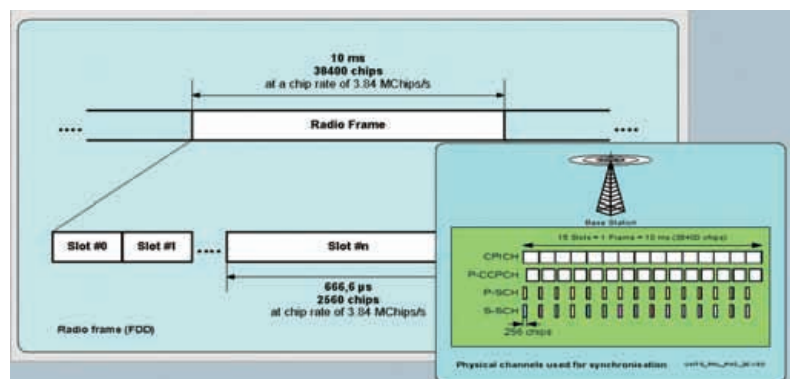 10 ms
38400 chips
at a chip rate of 3.84 MChips/s
.... Radio Frame ....
Slot #0 Slot #1 .... Slot #n
666,6 µs
2560 chips
at chip rate of 3.84 MChips/s
Radio frame (FDD)
Base Station
15 Slots = 1 Frame = 10 ms (38400 chips)
CPICH
P-CCPCH
P-SCH
S-SCH
256 chips
Physical channels used for synchronisation